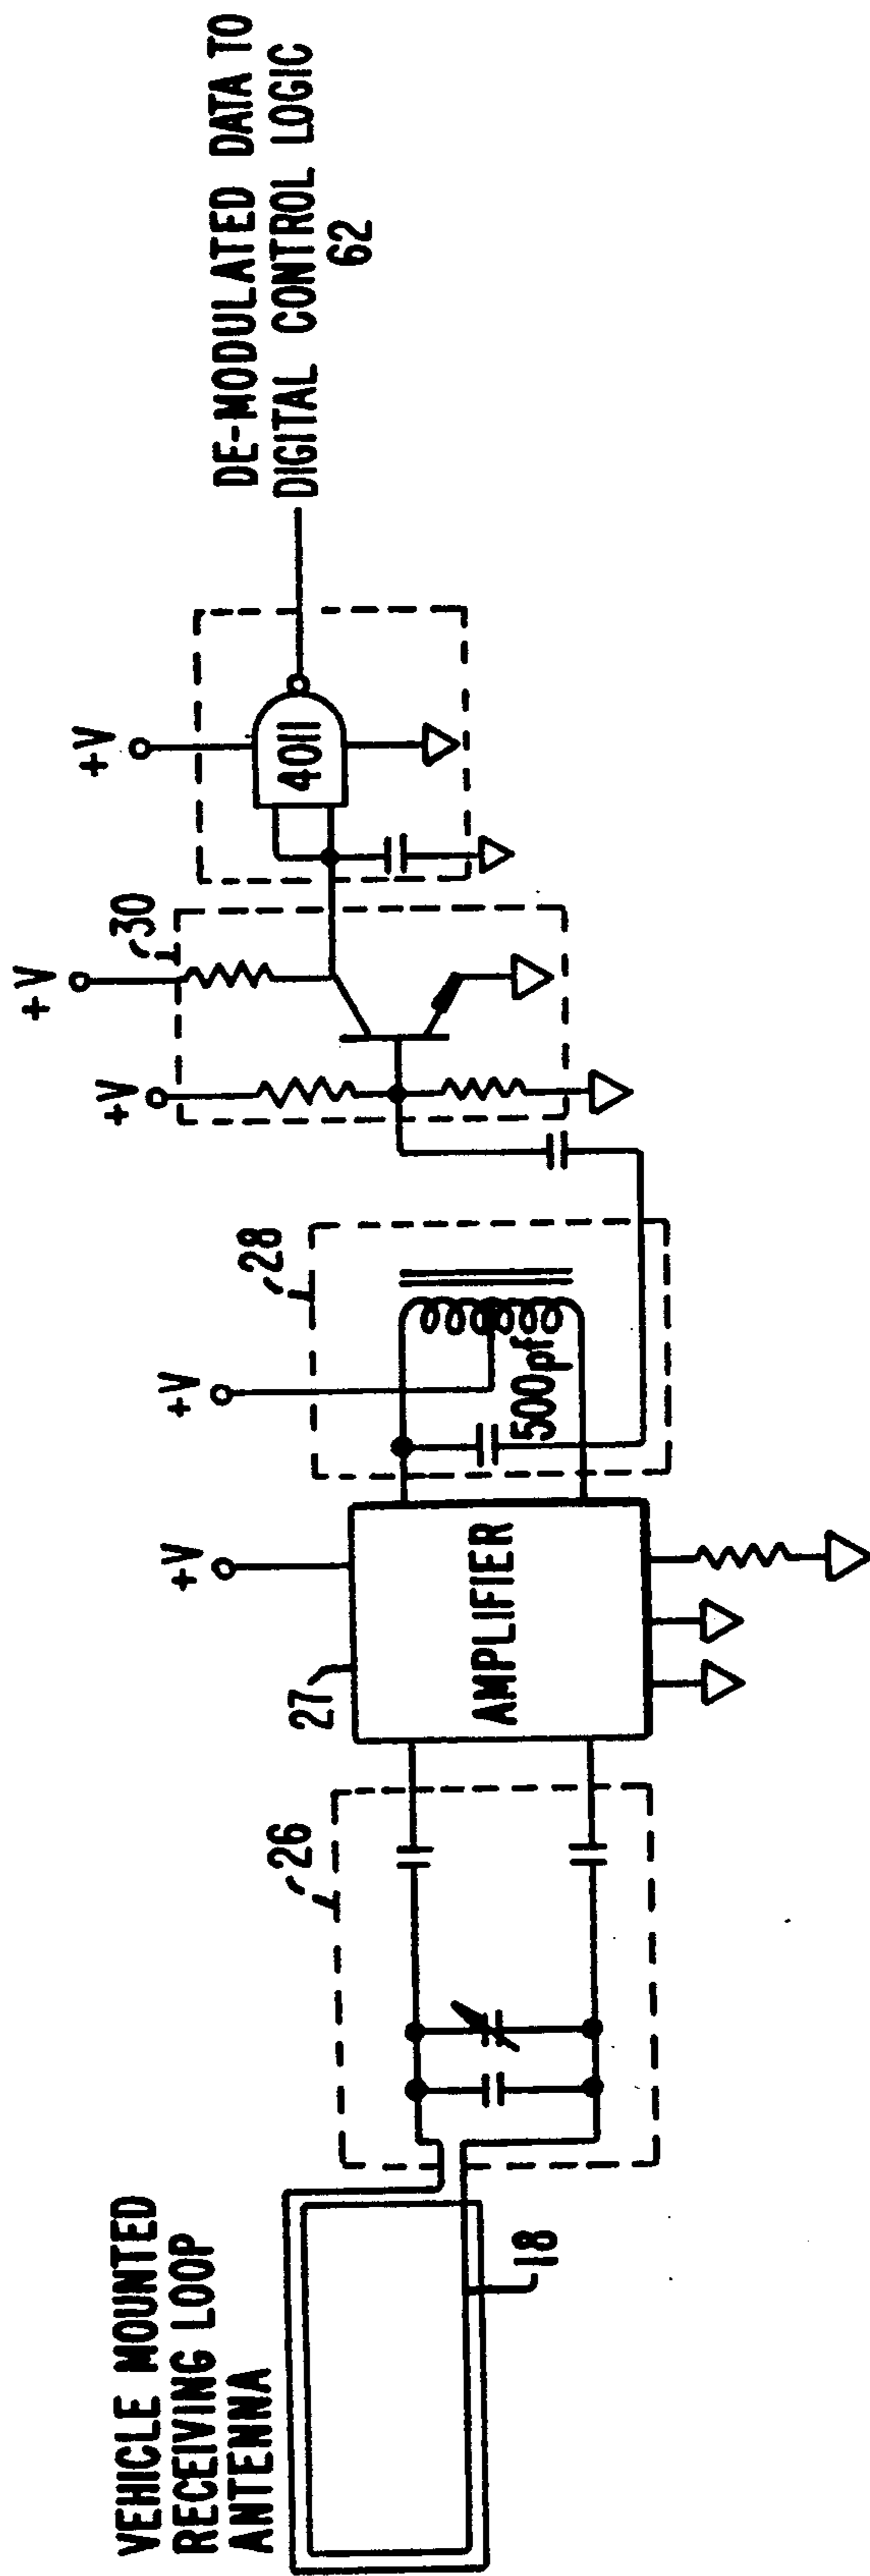 VEHICLE MOUNTED
RECEIVING LOOP
ANTENNA
18
26
27
AMPLIFIER
+V
+V
28
500pf
+V
+V
30
+V
4011
DE-MODULATED DATA TO
DIGITAL CONTROL LOGIC
62